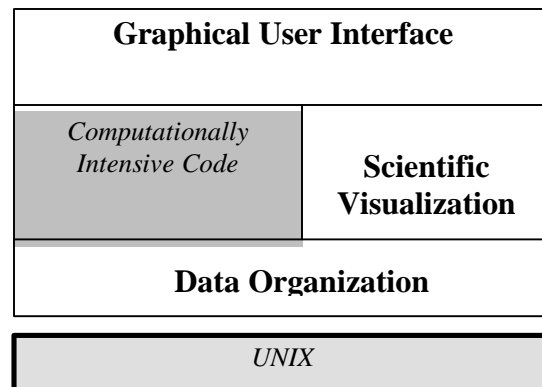 Graphical User Interface
Computationally
Intensive Code
Scientific
Visualization
Data Organization
UNIX